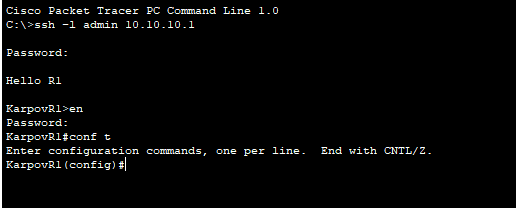 Cisco Packet Tracer PC Command Line 1.0
C:\>ssh -l admin 10.10.10.1
Password:
Hello R1
KarpovR1>en
Password:
KarpovR1#conf t
Enter configuration commands, one per line.  End with CNTL/Z.
KarpovR1(config)#